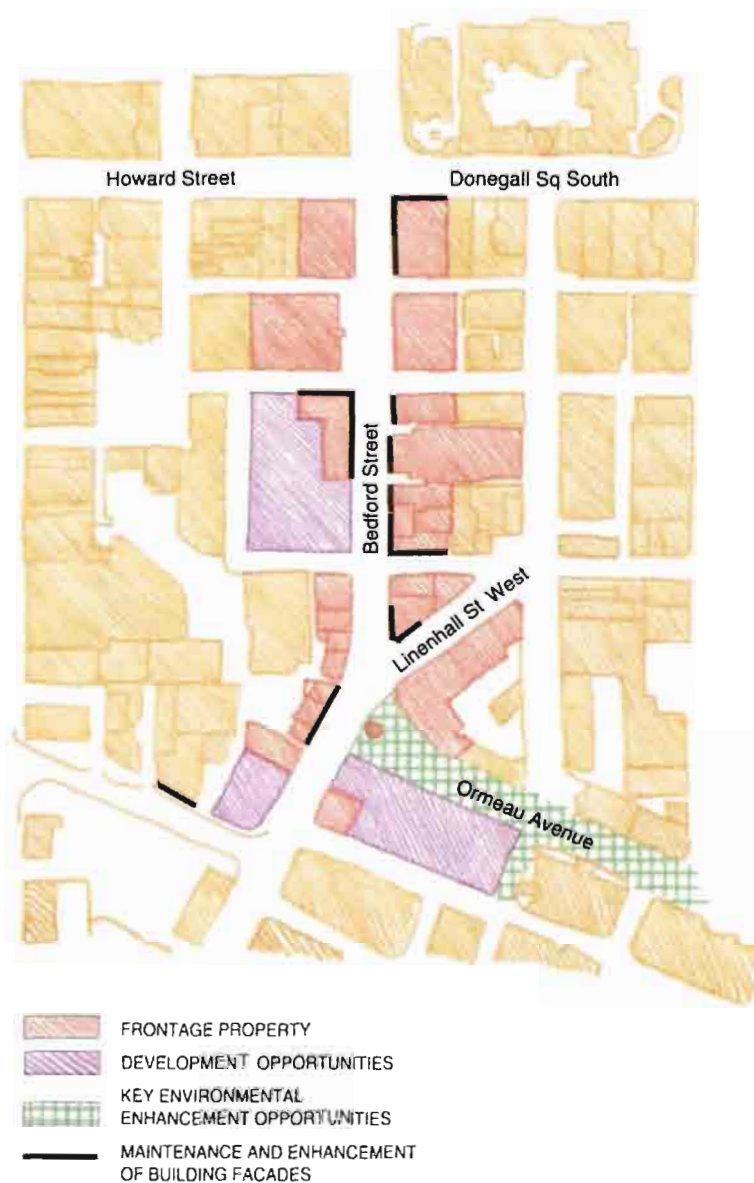 Howard Street
Donegall Sq South
Bedford Street
Linenhall St West
Ormeau Avenue
FRONTAGE PROPERTY
DEVELOPMENT OPPORTUNITIES
KEY ENVIRONMENTAL
ENHANCEMENT OPPORTUNITIES
MAINTENANCE AND ENHANCEMENT
OF BUILDING FACADES